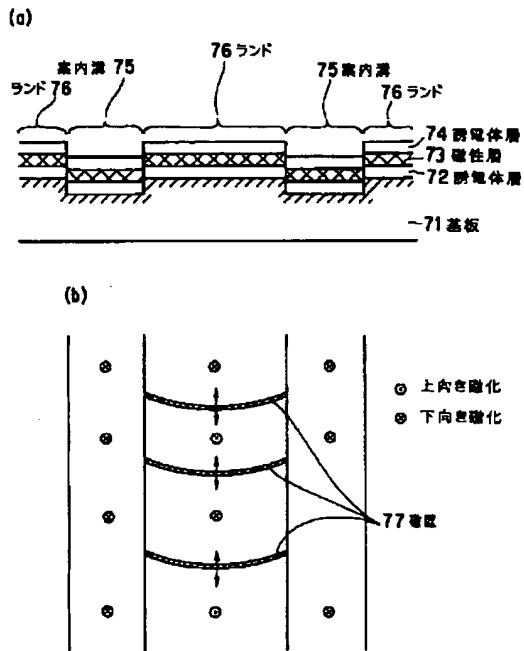 (a)
76 ランド
案内溝 75
75 案内溝
ランド 76
76 ランド
74 誘電体層
73 磁性層
72 誘電体層
71 基板
(b)
上向き磁化
下向き磁化
77 磁壁